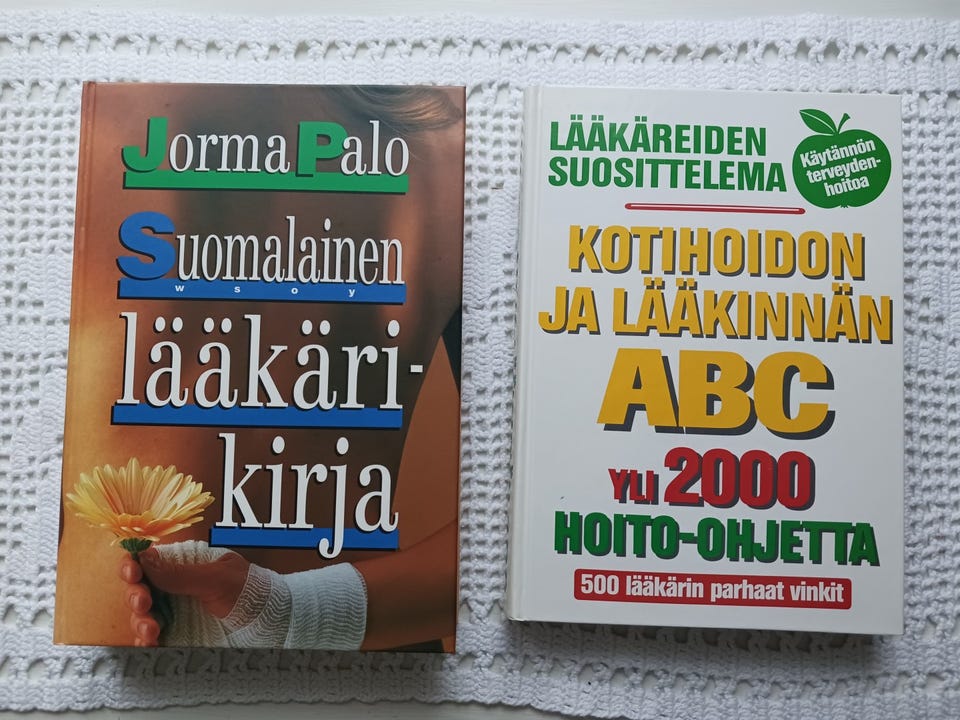 Jorma Palo
Suomalainen
wsoy
lääkäri-
kirja
LÄÄKÄREIDEN
SUOSITTELEMA
Käytännön
terveyden-
hoitoa
KOTIHOIDON
JA LÄÄKINNÄN
ABC
YLI 2000
HOITO-OHJETTA
500 lääkärin parhaat vinkit